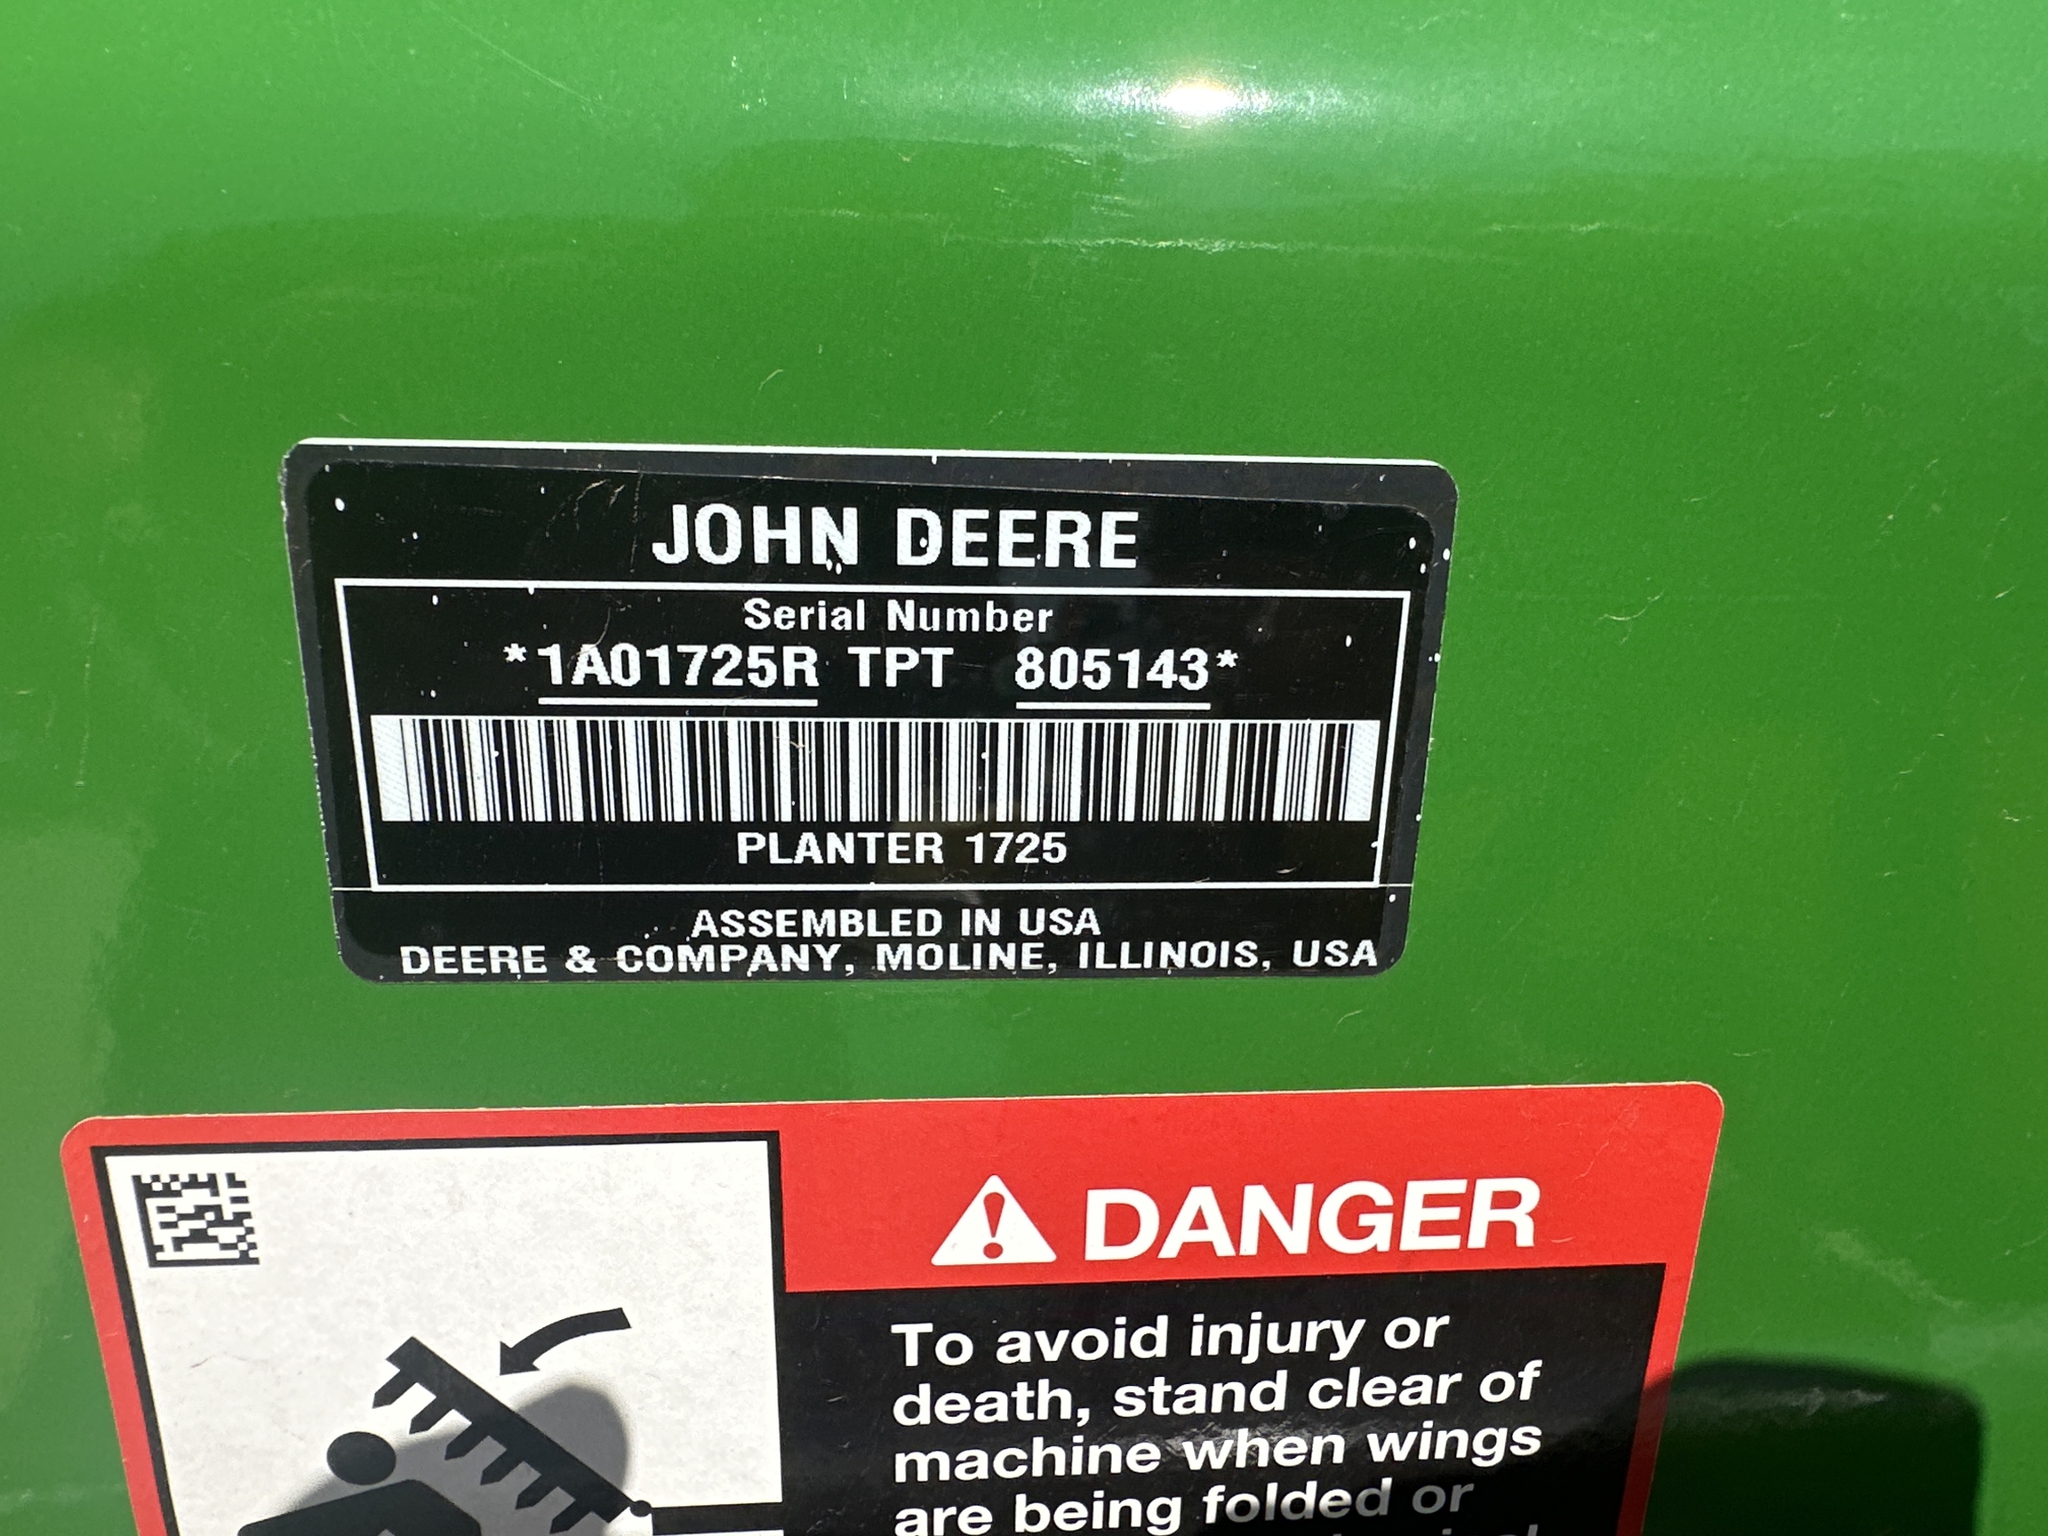 JOHN DEERE
Serial Number
*1A01725R TPT 805143*
PLANTER 1725
ASSEMBLED IN USA
DEERE & COMPANY, MOLINE, ILLINOIS, USA
DANGER
To avoid injury or
death, stand clear of
machine when wings
are being folded or